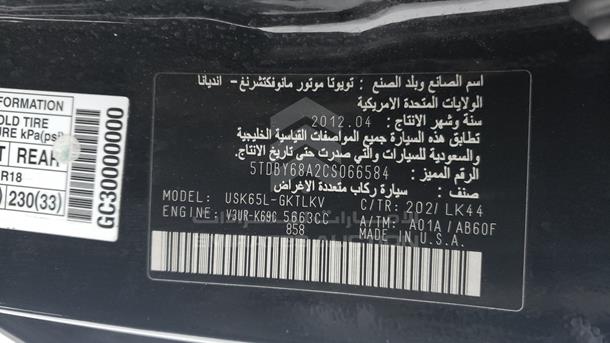 FORMATION
OLD TIRE
URE kPa(psi)
T REAR
R18
230(33)
GC30000000
اسم الصانع وبلد الصنع : تويوتا موتور مانوفكتشرنغ - انديانا
الولايات المتحدة الامريكية
سنة وشهر الإنتاج: 2012.04
تطابق هذه السيارة جميع المواصفات القياسية الخليجية
والسعودية للسيارات والتي صدرت حتى تاريخ الإنتاج.
الرقم المميز : 5TDBY68A2CS066584
صنف : سيارة ركاب متعددة الاغراض
MODEL: USK65L-GKTLKV C/TR: 202/ LK44
ENGINE: V3UR-K69C 5663CC A/TM: A01A / AB60F
858 MADE IN U.S.A.